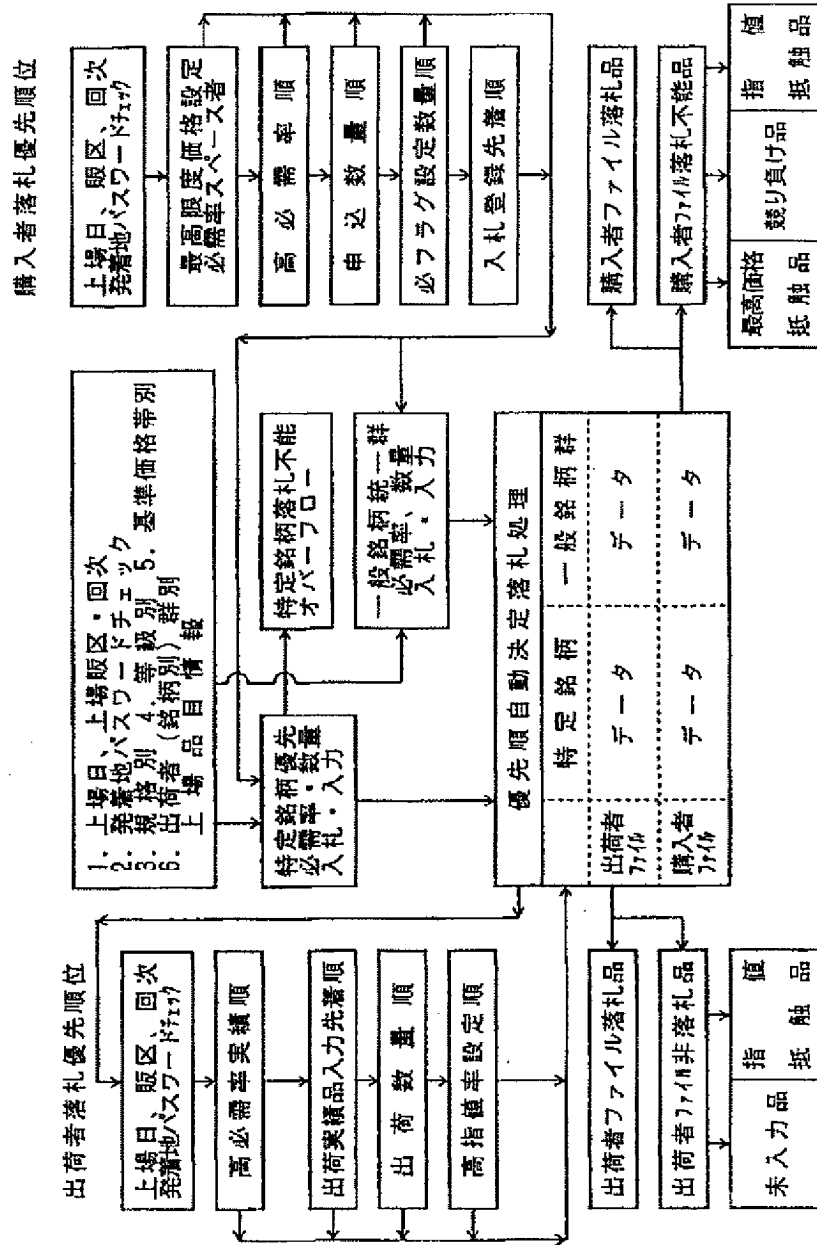 出荷者落札優先順位
上場日、販区、回次
発着地パスワードチェック
高必需率実績順
出荷実績品入力先着順
出荷数量順
高指値率設定順
出荷者ファイル落札品
出荷者ファイル非落札品
未入力品
指値
抵触品
1. 上場日、上場販区・回次
2. 発着地パスワードチェック
3. 規格別 4. 等級別 5. 基準価格帯別
6. 出荷者(銘柄別)群別
上場品目情報
特定銘柄優先
必需率・数量
入札・入力
特定銘柄落札不能
オーバーフロー
一般銘柄統一群
必需率、数量
入札・入力
優先順自動決定落札処理
特定銘柄 一般銘柄群
出荷者
ファイル データ データ
購入者
ファイル データ データ
購入者落札優先順位
上場日、販区、回次
発着地パスワードチェック
最高限度価格設定
必需率スペース者
高必需率順
申込数量順
必フラグ設定数量順
入札登録先着順
購入者ファイル落札品
購入者ファイル落札不能品
最高価格
抵触品
競り負け品
指値
抵触品